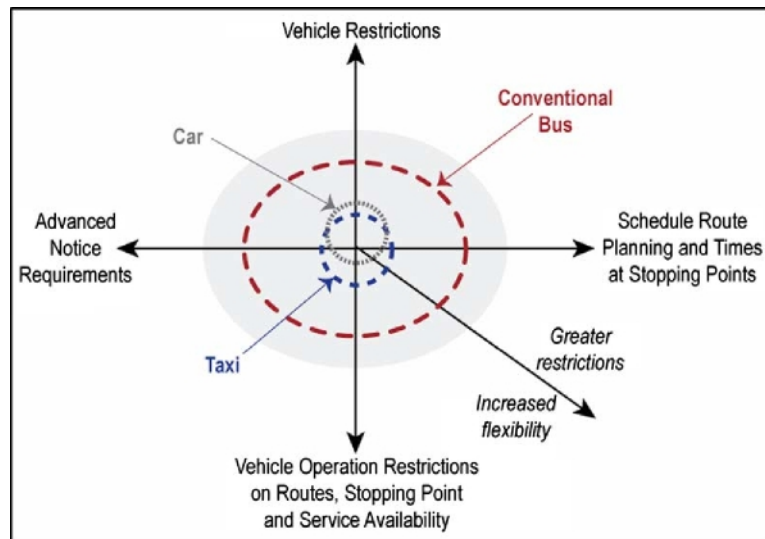 Vehicle Restrictions
Conventional
Bus
Car
Advanced
Notice
Requirements
Schedule Route
Planning and Times
at Stopping Points
Taxi
Greater
restrictions
Increased
flexibility
Vehicle Operation Restrictions
on Routes, Stopping Point
and Service Availability